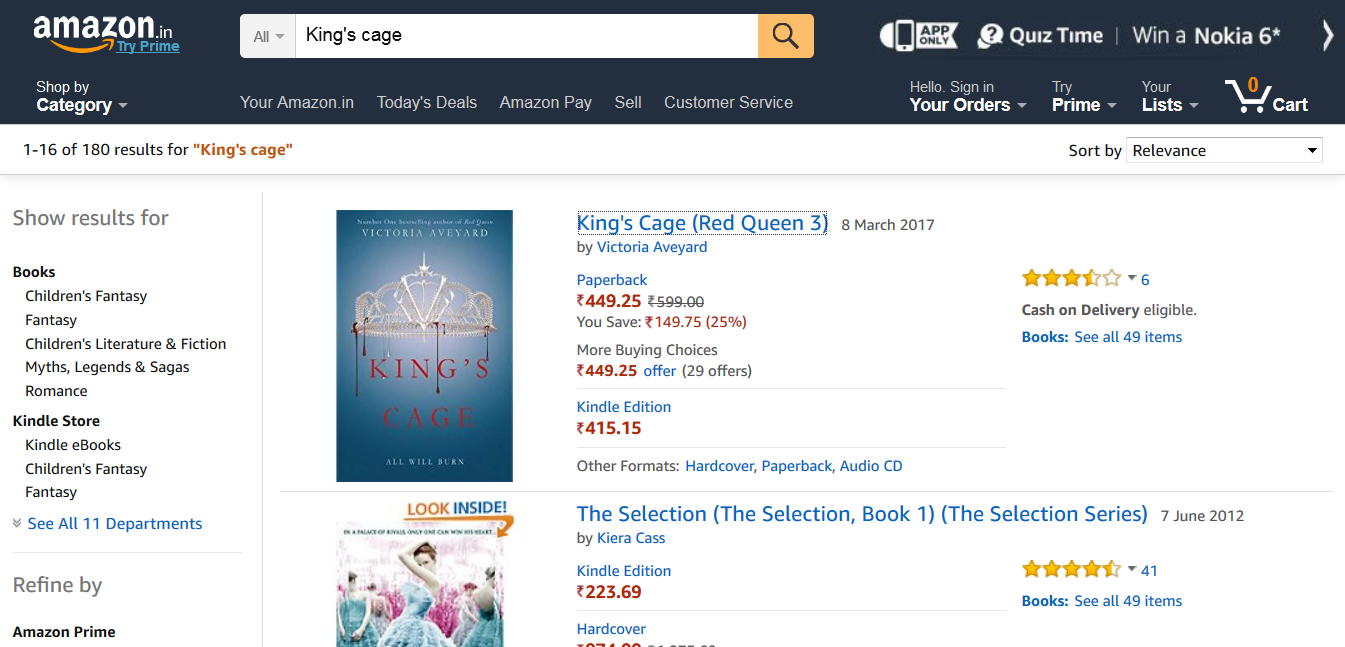 amazon.in
Try Prime
All
King's cage
APP ONLY
Quiz Time | Win a Nokia 6*
Shop by
Category
Your Amazon.in
Today's Deals
Amazon Pay
Sell
Customer Service
Hello. Sign in
Your Orders
Try
Prime
Your
Lists
0
Cart
1-16 of 180 results for "King's cage"
Sort by
Relevance
Show results for
Books
Children's Fantasy
Fantasy
Children's Literature & Fiction
Myths, Legends & Sagas
Romance
Kindle Store
Kindle eBooks
Children's Fantasy
Fantasy
See All 11 Departments
Refine by
Amazon Prime
Number One bestselling author of Red Queen
VICTORIA AVEYARD
KING'S
CAGE
ALL WILL BURN
King's Cage (Red Queen 3) 8 March 2017
by Victoria Aveyard
Paperback
₹449.25 ₹599.00
You Save: ₹149.75 (25%)
More Buying Choices
₹449.25 offer (29 offers)
Kindle Edition
₹415.15
Other Formats: Hardcover, Paperback, Audio CD
6
Cash on Delivery eligible.
Books: See all 49 items
LOOK INSIDE!
IN A PALACE OF RIVALS, ONLY ONE CAN WIN HIS HEART...
The Selection (The Selection, Book 1) (The Selection Series) 7 June 2012
by Kiera Cass
Kindle Edition
₹223.69
Hardcover
41
Books: See all 49 items